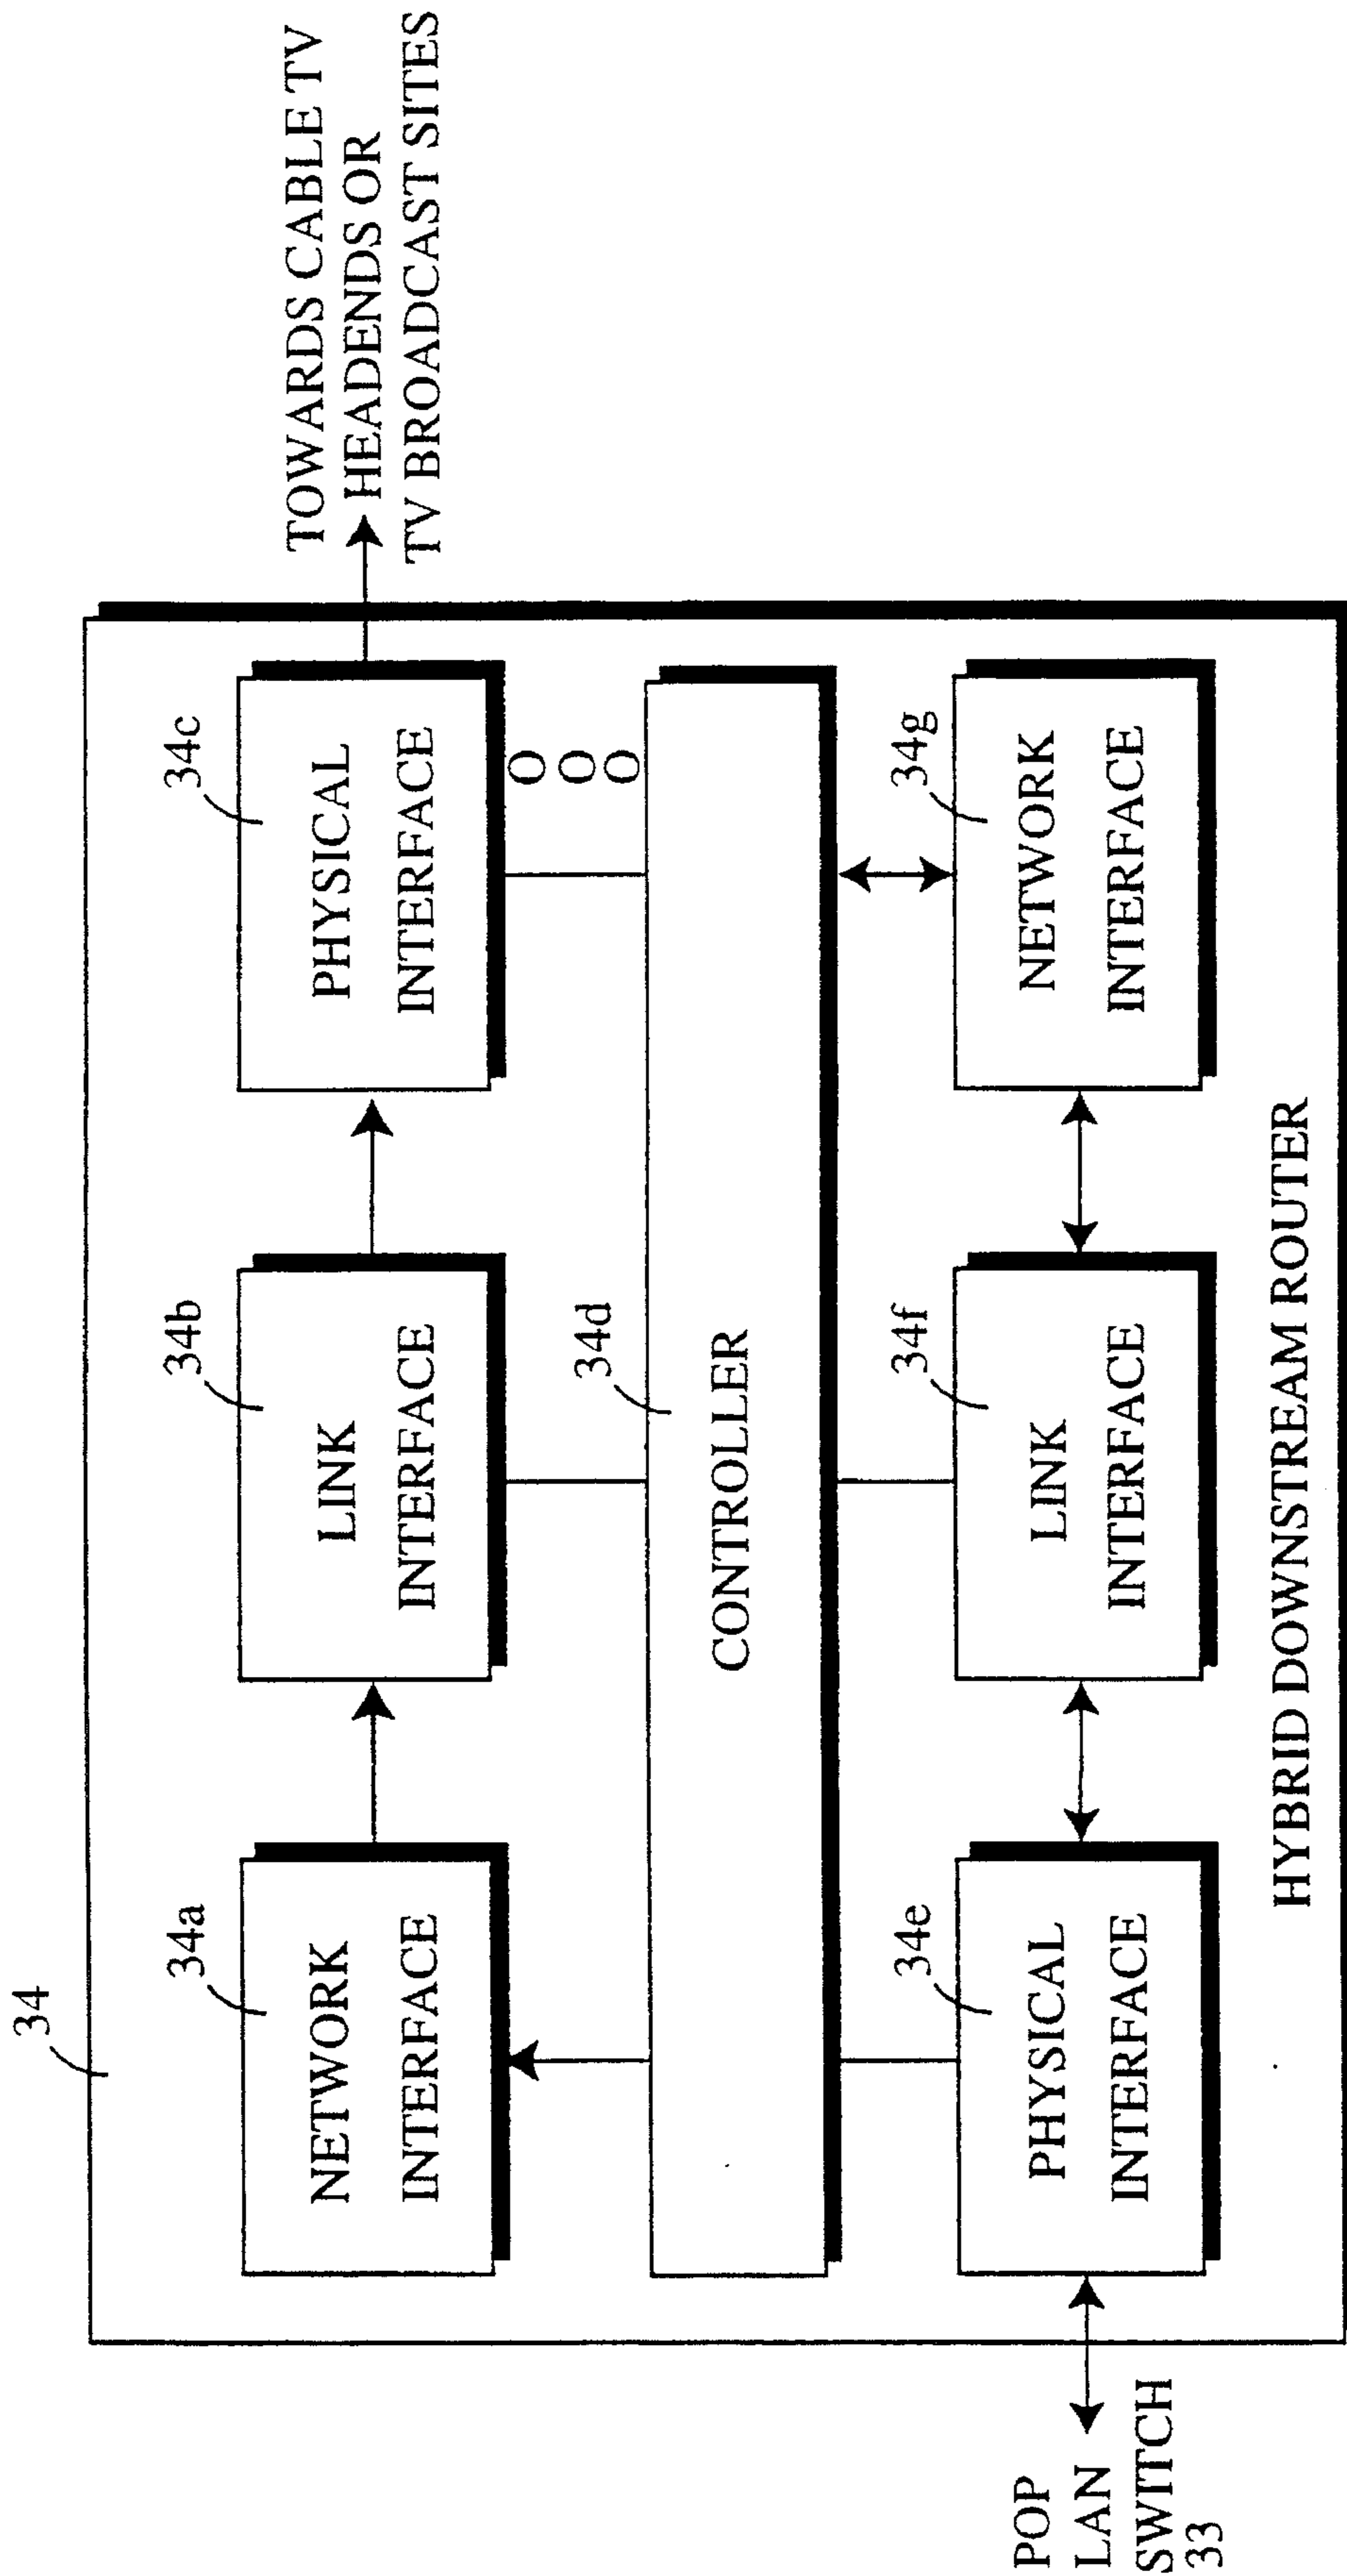 34
34a
NETWORK
INTERFACE
34b
LINK
INTERFACE
34c
PHYSICAL
INTERFACE
TOWARDS CABLE TV
HEADENDS OR
TV BROADCAST SITES
34d
CONTROLLER
34e
PHYSICAL
INTERFACE
34f
LINK
INTERFACE
34g
NETWORK
INTERFACE
POP
LAN
SWITCH
33
HYBRID DOWNSTREAM ROUTER